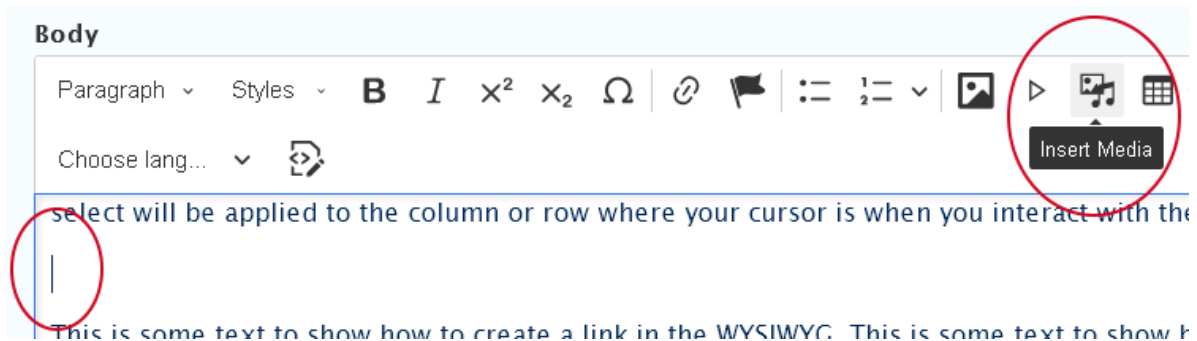 Body
Paragraph Styles B I ×² ×₂ Ω
Choose lang...
Insert Media
select will be applied to the column or row where your cursor is when you interact with the
This is some text to show how to create a link in the WYSIWYG. This is some text to show